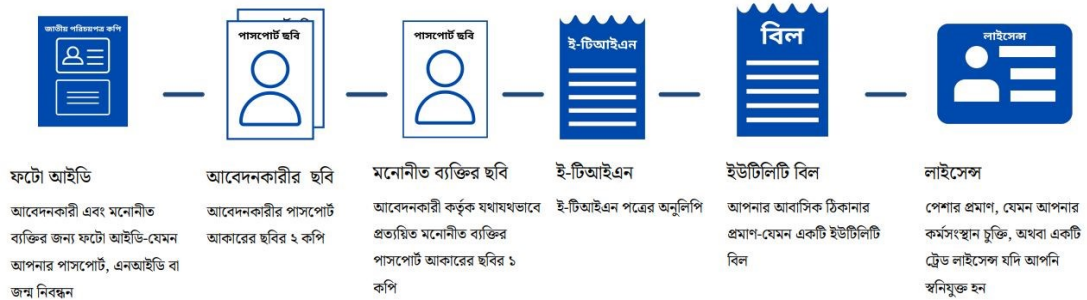 জাতীয় পরিচয়পত্র কপি
পাসপোর্ট ছবি
পাসপোর্ট ছবি
ই-টিআইএন
বিল
লাইসেন্স
ফটো আইডি
আবেদনকারী এবং মনোনীত
ব্যক্তির জন্য ফটো আইডি-যেমন
আপনার পাসপোর্ট, এনআইডি বা
জন্ম নিবন্ধন
আবেদনকারীর ছবি
আবেদনকারীর পাসপোর্ট
আকারের ছবির ২ কপি
মনোনীত ব্যক্তির ছবি
আবেদনকারী কর্তৃক যথাযথভাবে
প্রত্যয়িত মনোনীত ব্যক্তির
পাসপোর্ট আকারের ছবির ১
কপি
ই-টিআইএন
ই-টিআইএন পত্রের অনুলিপি
ইউটিলিটি বিল
আপনার আবাসিক ঠিকানার
প্রমাণ-যেমন একটি ইউটিলিটি
বিল
লাইসেন্স
পেশার প্রমাণ, যেমন আপনার
কর্মসংস্থান চুক্তি, অথবা একটি
ট্রেড লাইসেন্স যদি আপনি
স্বনিযুক্ত হন